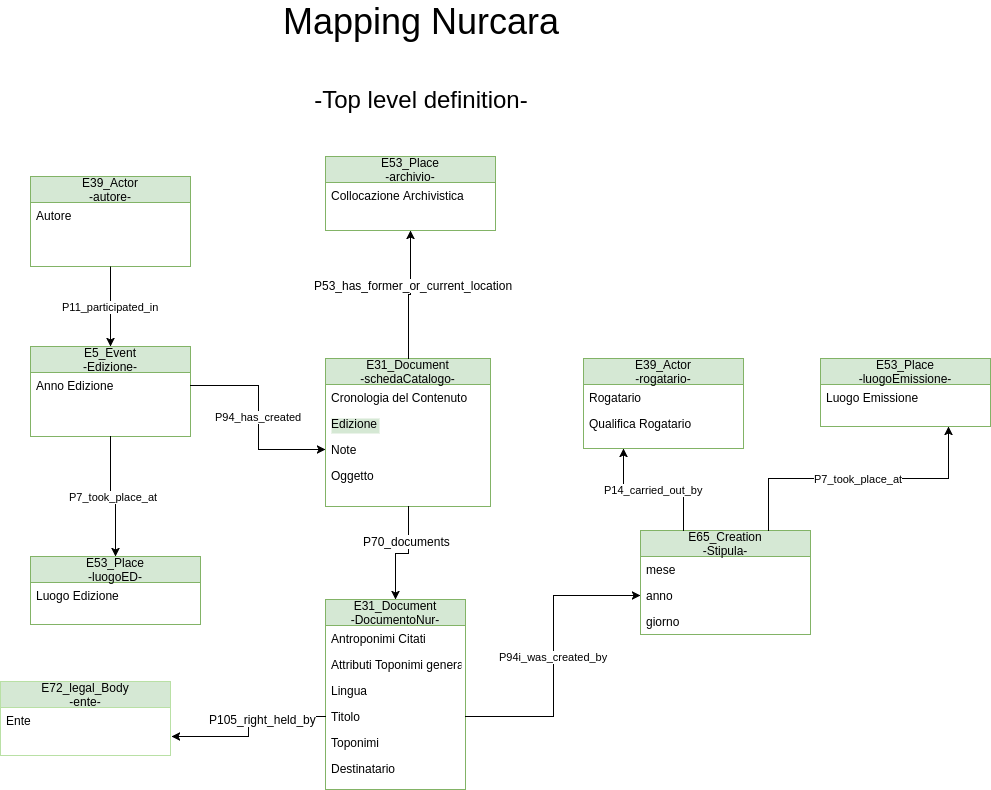 Mapping Nurcara
-Top level definition-
E53_Place
-archivio-
Collocazione Archivistica
E39_Actor
-autore-
Autore
P53_has_former_or_current_location
P11_participated_in
E5_Event
-Edizione-
Anno Edizione
P94_has_created
E31_Document
-schedaCatalogo-
Cronologia del Contenuto
Edizione
Note
Oggetto
E39_Actor
-rogatario-
Rogatario
Qualifica Rogatario
E53_Place
-luogoEmissione-
Luogo Emissione
P7_took_place_at
P14_carried_out_by
P7_took_place_at
E53_Place
-luogoED-
Luogo Edizione
P70_documents
E65_Creation
-Stipula-
mese
anno
giorno
E31_Document
-DocumentoNur-
Antroponimi Citati
Attributi Toponimi genera
Lingua
Titolo
Toponimi
Destinatario
P94i_was_created_by
E72_legal_Body
-ente-
Ente
P105_right_held_by